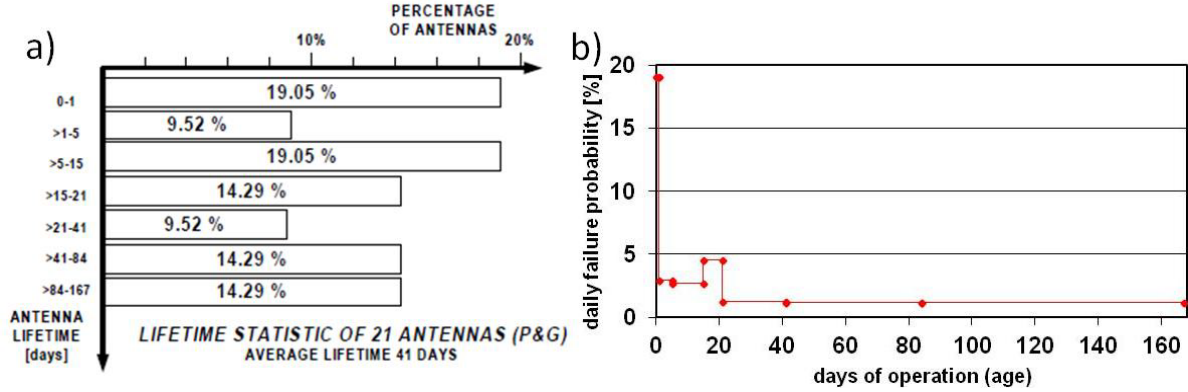 a)
PERCENTAGE
OF ANTENNAS
10%
20%
0-1
19.05 %
>1-5
9.52 %
>5-15
19.05 %
>15-21
14.29 %
>21-41
9.52 %
>41-84
14.29 %
>84-167
14.29 %
ANTENNA
LIFETIME
[days]
LIFETIME STATISTIC OF 21 ANTENNAS (P&G)
AVERAGE LIFETIME 41 DAYS
b)
daily failure probability [%]
20
15
10
5
0
0 20 40 60 80 100 120 140 160
days of operation (age)